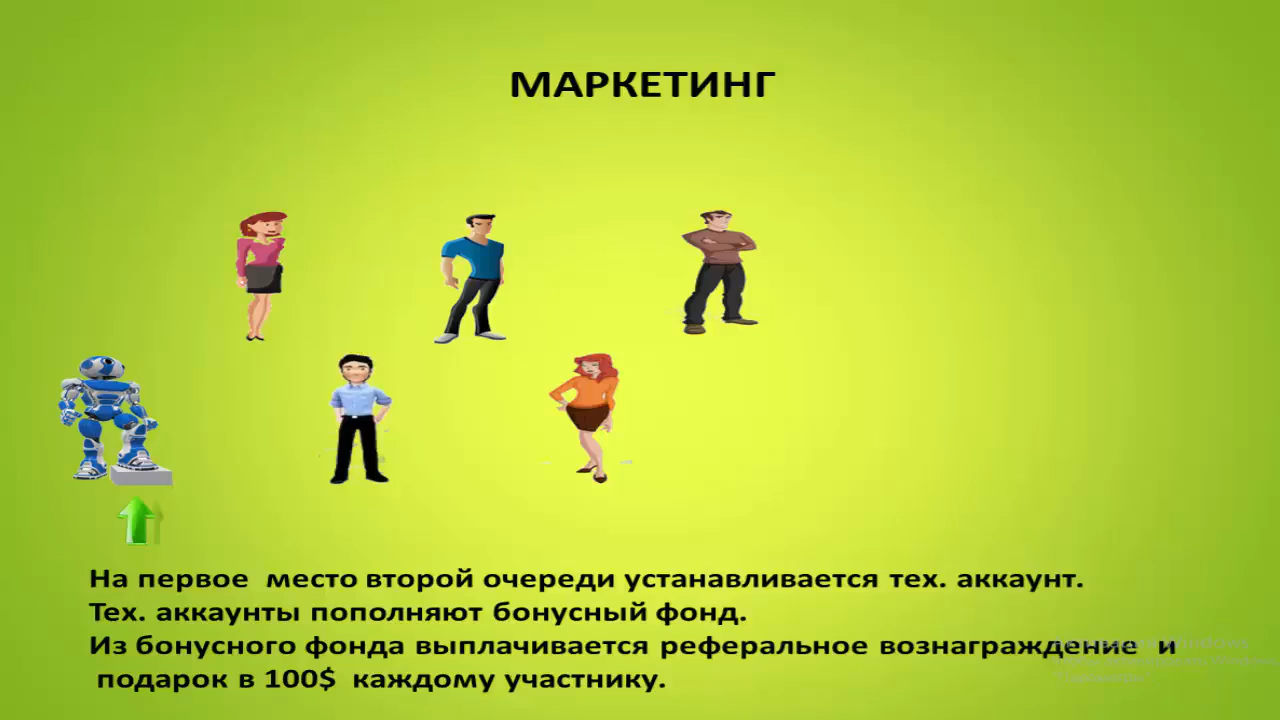 МАРКЕТИНГ
На первое место второй очереди устанавливается тех. аккаунт.
Тех. аккаунты пополняют бонусный фонд.
Из бонусного фонда выплачивается реферальное вознаграждение и
подарок в 100$ каждому участнику.